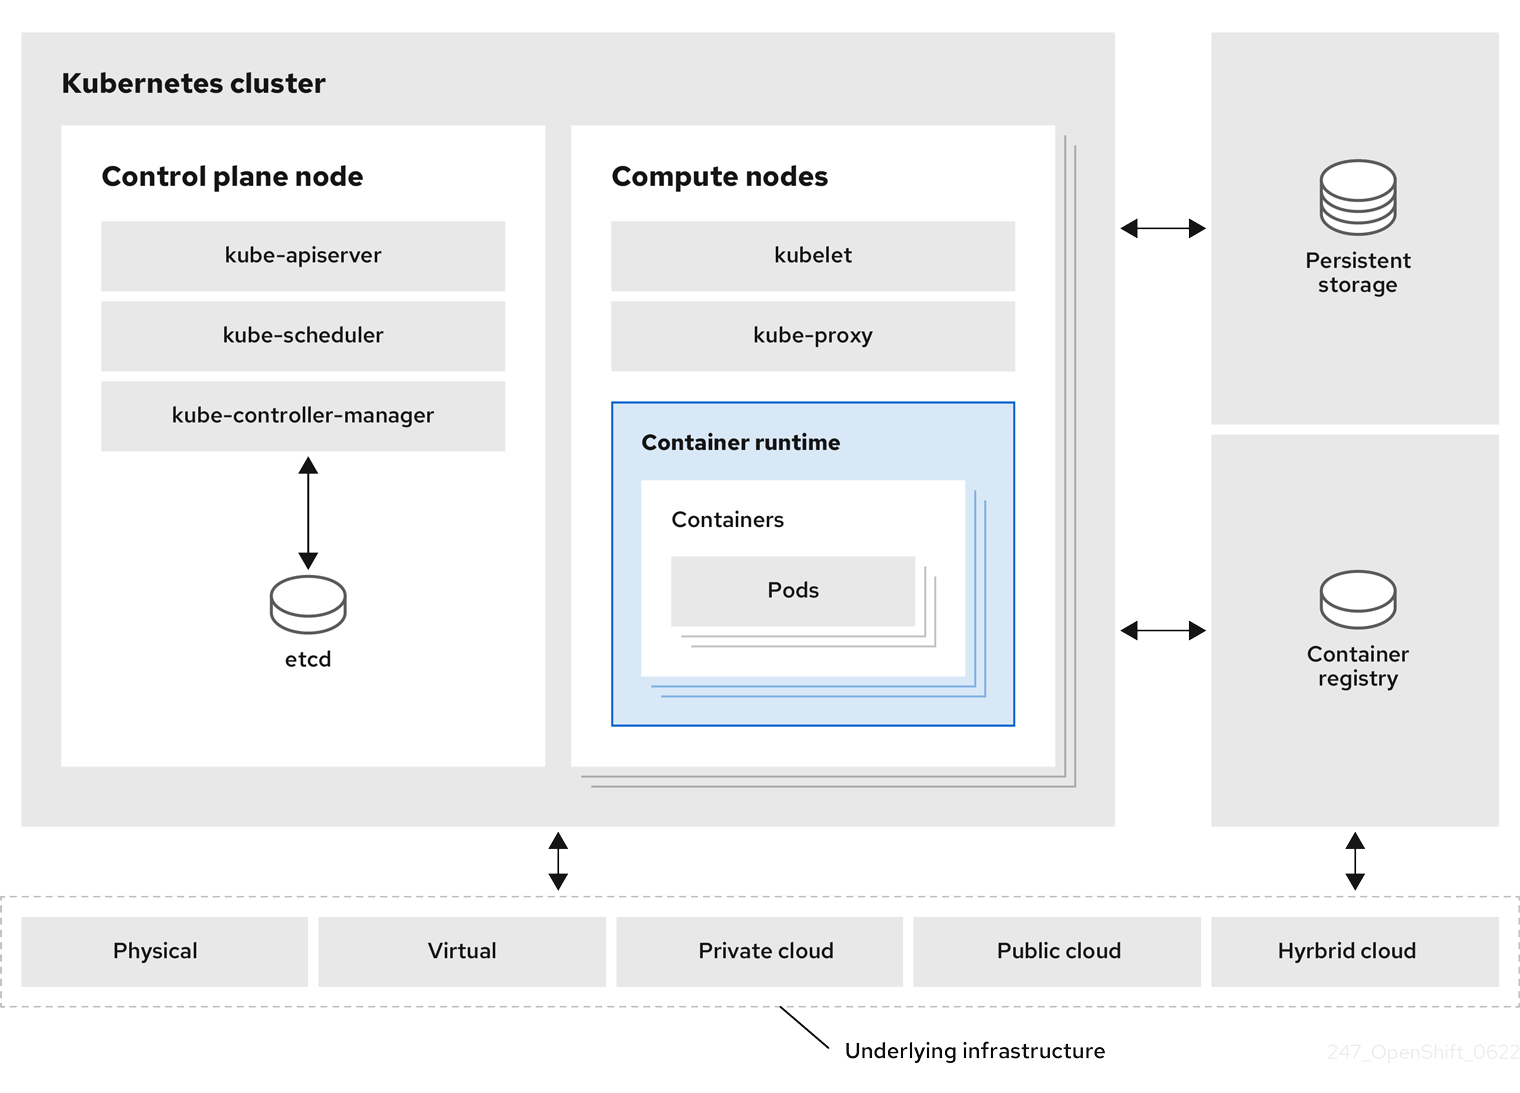 Kubernetes cluster
Control plane node
kube-apiserver
kube-scheduler
kube-controller-manager
etcd
Compute nodes
kubelet
kube-proxy
Container runtime
Containers
Pods
Persistent
storage
Container
registry
Physical
Virtual
Private cloud
Public cloud
Hyrbrid cloud
Underlying infrastructure
247_OpenShift_0622